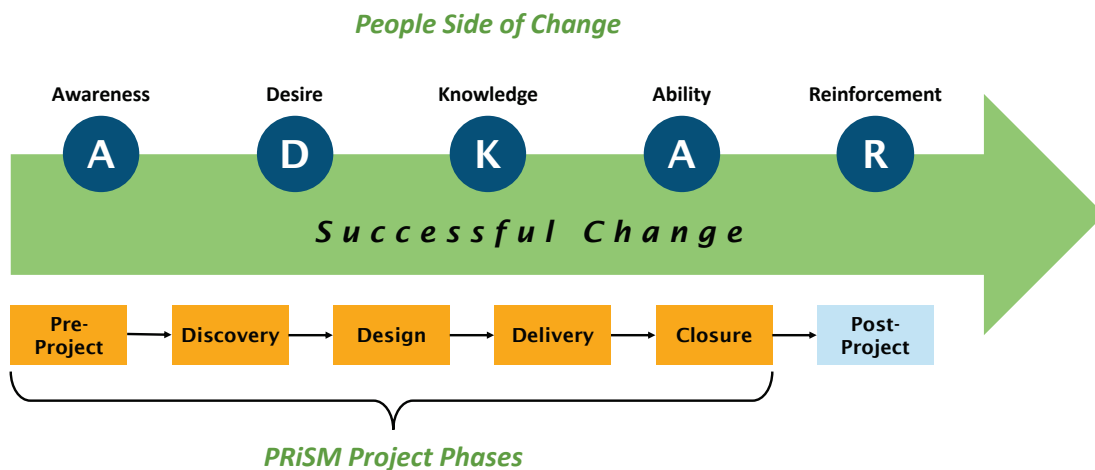 People Side of Change
Awareness Desire Knowledge Ability Reinforcement
A D K A R
Successful Change
Pre-
Project
Discovery
Design
Delivery
Closure
Post-
Project
PRiSM Project Phases